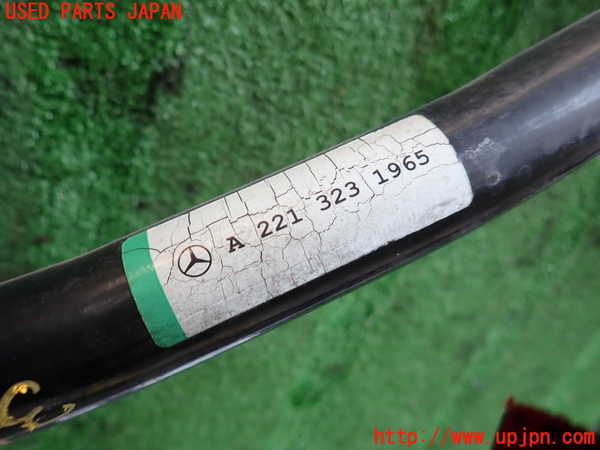 USED PARTS JAPAN
A 221 323 1965
http://www.upjpn.com/